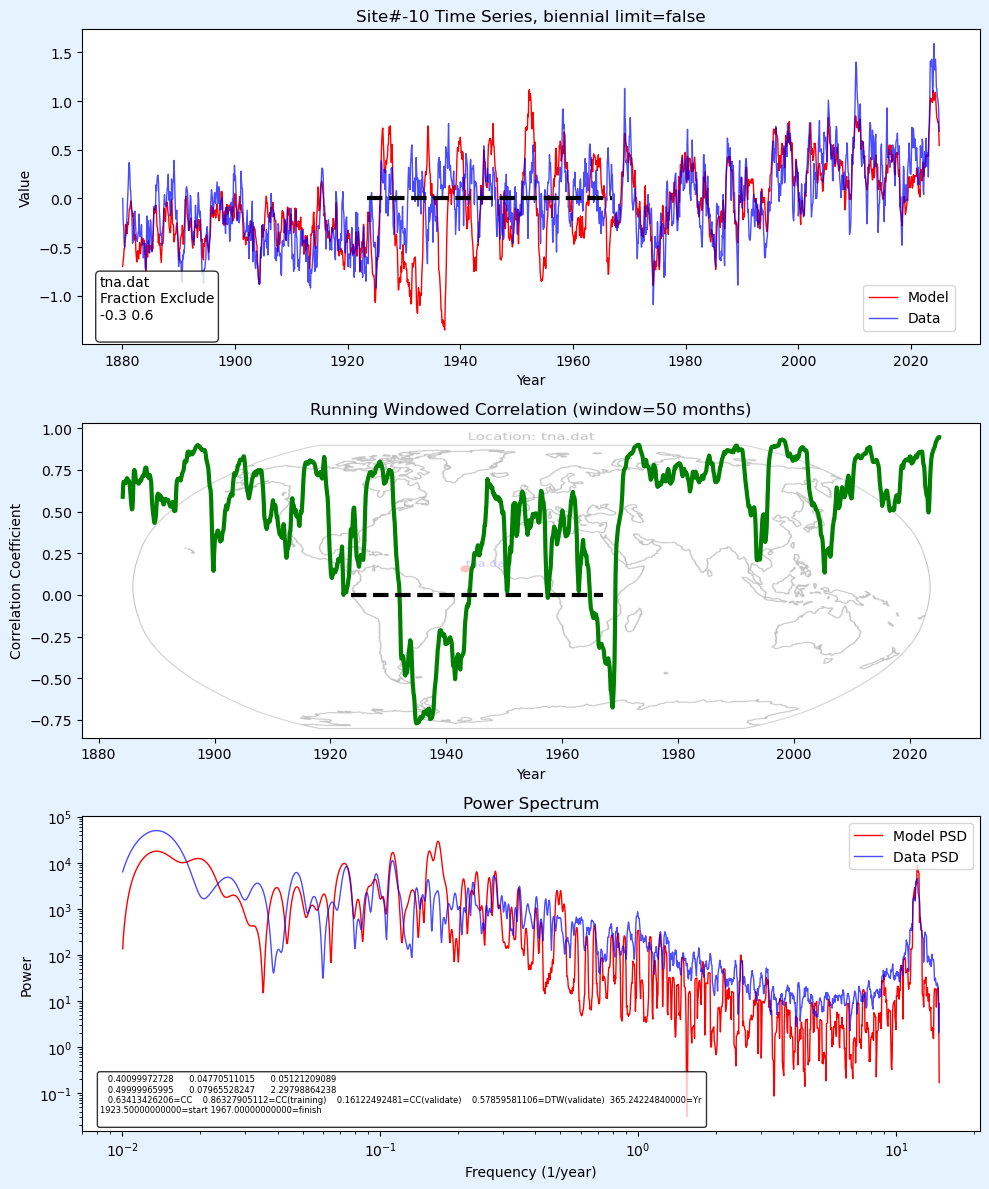 Site#-10 Time Series, biennial limit=false
Value
1.5
1.0
0.5
0.0
−0.5
−1.0
tna.dat
Fraction Exclude
-0.3 0.6
Model
Data
1880 1900 1920 1940 1960 1980 2000 2020
Year
Running Windowed Correlation (window=50 months)
Correlation Coefficient
1.00
0.75
0.50
0.25
0.00
−0.25
−0.50
−0.75
Location: tna.dat
tna.dat
1880 1900 1920 1940 1960 1980 2000 2020
Year
Power Spectrum
Power
10^5
10^4
10^3
10^2
10^1
10^0
10^−1
Model PSD
Data PSD
0.40099972728 0.04770511015 0.05121209089
0.49999965995 0.07965528247 2.29798864238
0.63413426206=CC 0.86327905112=CC(training) 0.16122492481=CC(validate) 0.57859581106=DTW(validate) 365.24224840000=Yr
1923.50000000000=start 1967.00000000000=finish
10^−2 10^−1 10^0 10^1
Frequency (1/year)